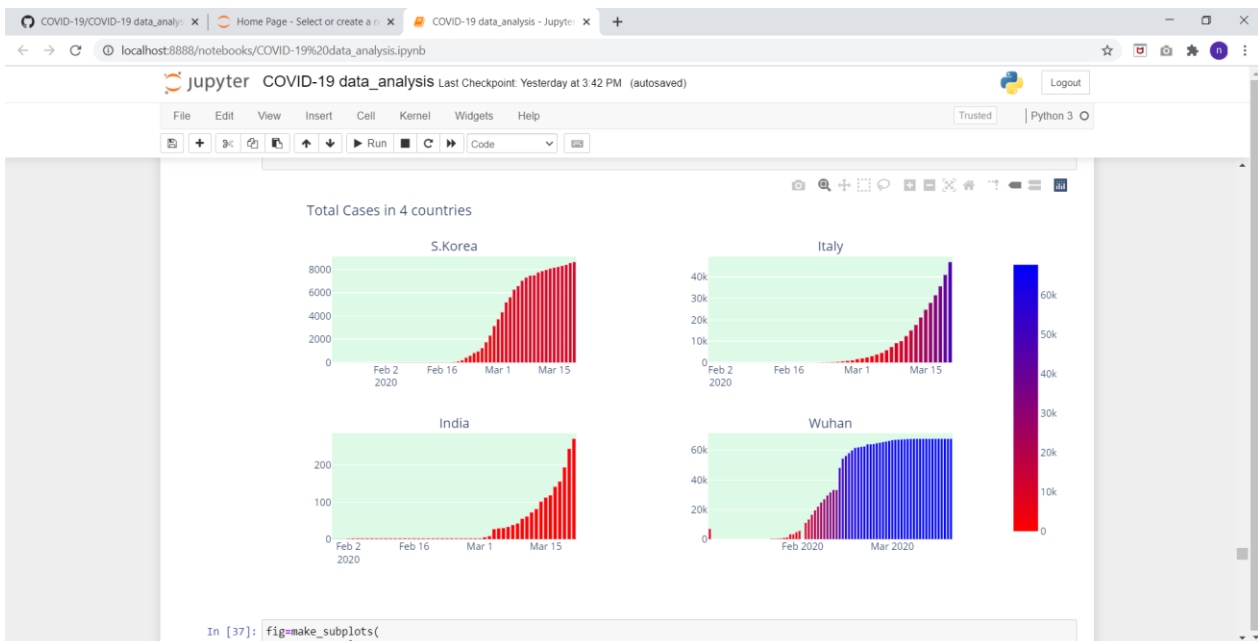 COVID-19/COVID-19 data_analy
Home Page - Select or create a n
COVID-19 data_analysis - Jupyte
localhost:8888/notebooks/COVID-19%20data_analysis.ipynb
n
jupyter COVID-19 data_analysis Last Checkpoint: Yesterday at 3:42 PM (autosaved)
Logout
File Edit View Insert Cell Kernel Widgets Help
Trusted
Python 3
Run
Code
Total Cases in 4 countries
S.Korea
8000
6000
4000
2000
0
Feb 2 Feb 16 Mar 1 Mar 15
2020
Italy
40k
30k
20k
10k
0
Feb 2 Feb 16 Mar 1 Mar 15
2020
India
200
100
0
Feb 2 Feb 16 Mar 1 Mar 15
2020
Wuhan
60k
40k
20k
0
Feb 2020 Mar 2020
60k
50k
40k
30k
20k
10k
0
In [37]: fig=make_subplots(